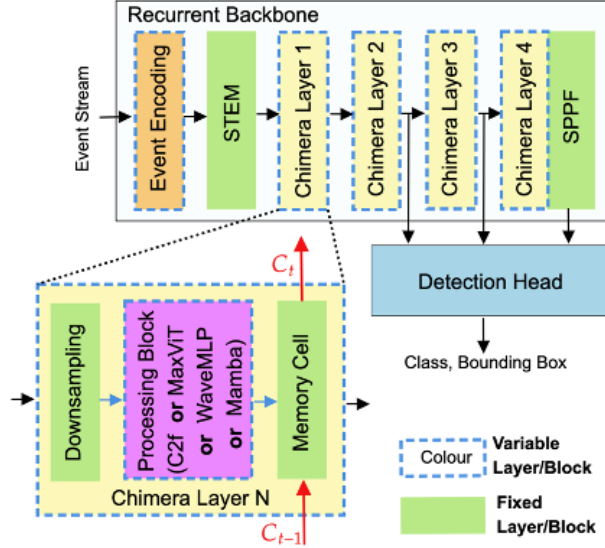 Recurrent Backbone
Event Stream
Event Encoding
STEM
Chimera Layer 1
Chimera Layer 2
Chimera Layer 3
Chimera Layer 4
SPPF
Detection Head
Class, Bounding Box
C_t
Downsampling
Processing Block
(C2f or MaxViT
or WaveMLP
or Mamba)
Memory Cell
Chimera Layer N
C_{t-1}
Colour
Variable
Layer/Block
Fixed
Layer/Block